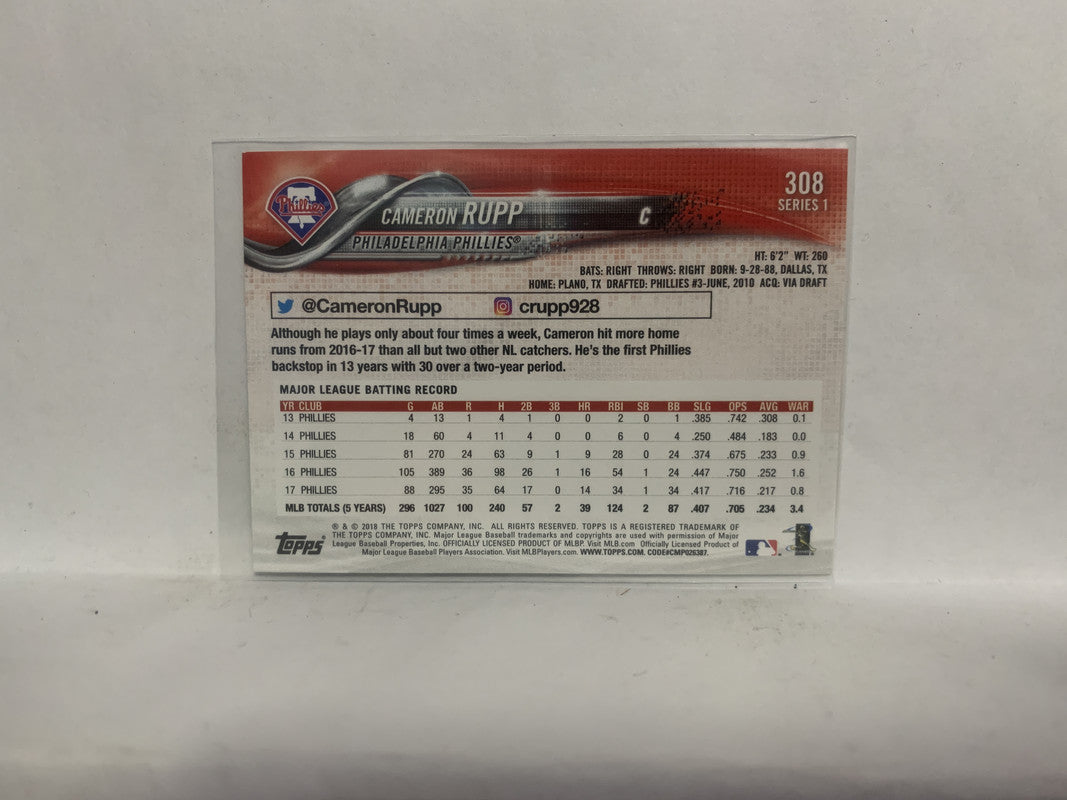 Phillies
CAMERON RUPP
C
308
SERIES 1
PHILADELPHIA PHILLIES®
HT: 6'2" WT: 260
BATS: RIGHT THROWS: RIGHT BORN: 9-28-88, DALLAS, TX
HOME: PLANO, TX DRAFTED: PHILLIES #3-JUNE, 2010 ACQ: VIA DRAFT
@CameronRupp crupp928
Although he plays only about four times a week, Cameron hit more home
runs from 2016-17 than all but two other NL catchers. He's the first Phillies
backstop in 13 years with 30 over a two-year period.
MAJOR LEAGUE BATTING RECORD
YR CLUB G AB R H 2B 3B HR RBI SB BB SLG OPS AVG WAR
13 PHILLIES 4 13 1 4 1 0 0 2 0 1 .385 .742 .308 0.1
14 PHILLIES 18 60 4 11 4 0 0 6 0 4 .250 .484 .183 0.0
15 PHILLIES 81 270 24 63 9 1 9 28 0 24 .374 .675 .233 0.9
16 PHILLIES 105 389 36 98 26 1 16 54 1 24 .447 .750 .252 1.6
17 PHILLIES 88 295 35 64 17 0 14 34 1 34 .417 .716 .217 0.8
MLB TOTALS (5 YEARS) 296 1027 100 240 57 2 39 124 2 87 .407 .705 .234 3.4
Topps®
® & © 2018 THE TOPPS COMPANY, INC. ALL RIGHTS RESERVED. TOPPS IS A REGISTERED TRADEMARK OF
THE TOPPS COMPANY, INC. Major League Baseball trademarks and copyrights are used with permission of Major
League Baseball Properties, Inc. OFFICIALLY LICENSED PRODUCT OF MLBP. Visit MLB.com Officially Licensed Product of
Major League Baseball Players Association. Visit MLBPlayers.com. WWW.TOPPS.COM. CODE#CMP026387.